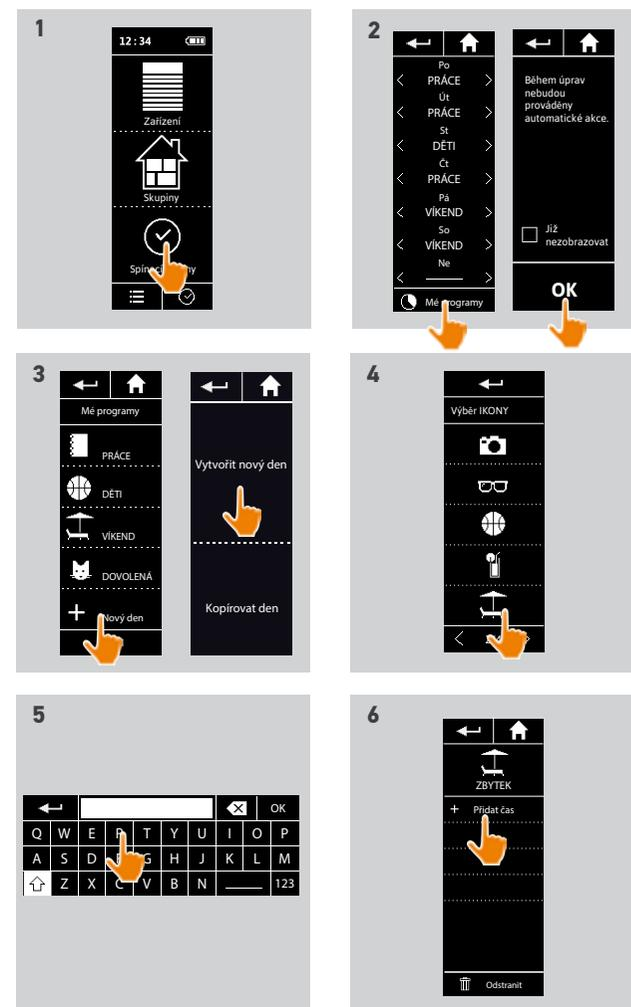 1
12:34
Zařízení
Skupiny
2
Po
PRÁCE
Út
PRÁCE
St
DĚTI
Čt
PRÁCE
Pá
VÍKEND
So
VÍKEND
Ne
Mé programy
Během úprav
nebudou
prováděny
automatické akce.
Již
nezobrazovat
OK
3
Mé programy
PRÁCE
DĚTI
VÍKEND
DOVOLENÁ
+ Nový den
Vytvořit nový den
Kopírovat den
4
Výběr IKONY
5
OK
Q W E R T Y U I O P
A S D G H J K L M
Z X C V B N 123
6
ZBYTEK
+ Přidat čas
Odstranit